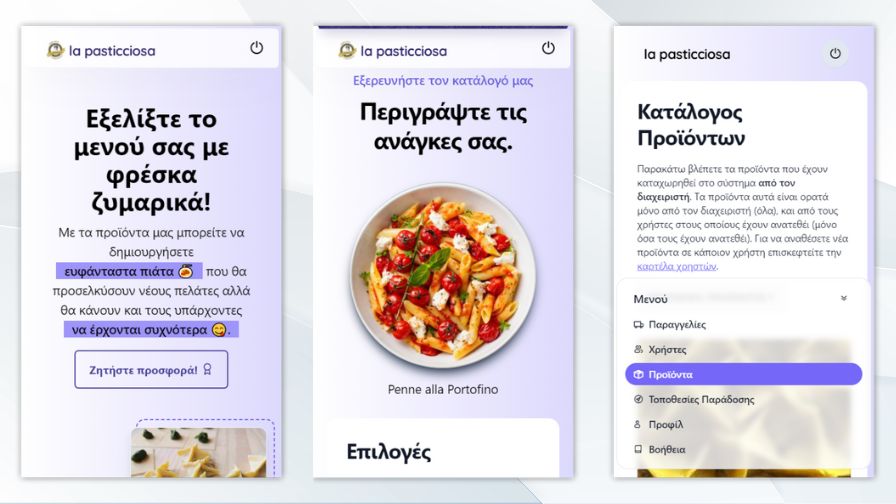 la pasticciosa
Εξελίξτε το
μενού σας με
φρέσκα
ζυμαρικά!
Με τα προϊόντα μας μπορείτε να
δημιουργήσετε
ευφάνταστα πιάτα 🍝 που θα
προσελκύσουν νέους πελάτες αλλά
θα κάνουν και τους υπάρχοντες
να έρχονται συχνότερα 😋.
Ζητήστε προσφορά!
la pasticciosa
Εξερευνήστε τον κατάλογό μας
Περιγράψτε τις
ανάγκες σας.
Penne alla Portofino
Επιλογές
la pasticciosa
Κατάλογος
Προϊόντων
Παρακάτω βλέπετε τα προϊόντα που έχουν
καταχωρηθεί στο σύστημα από τον
διαχειριστή. Τα προϊόντα αυτά είναι ορατά
μόνο από τον διαχειριστή (όλα), και από τους
χρήστες στους οποίους έχουν ανατεθεί (μόνο
όσα τους έχουν ανατεθεί). Για να αναθέσετε νέα
προϊόντα σε κάποιον χρήστη επισκεφτείτε την
καρτέλα χρηστών.
Μενού
Παραγγελίες
Χρήστες
Προϊόντα
Τοποθεσίες Παράδοσης
Προφίλ
Βοήθεια